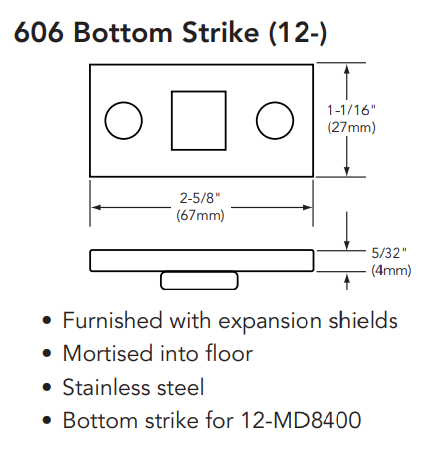 606 Bottom Strike (12-)
1-1/16"
(27mm)
2-5/8"
(67mm)
5/32"
(4mm)
• Furnished with expansion shields
• Mortised into floor
• Stainless steel
• Bottom strike for 12-MD8400